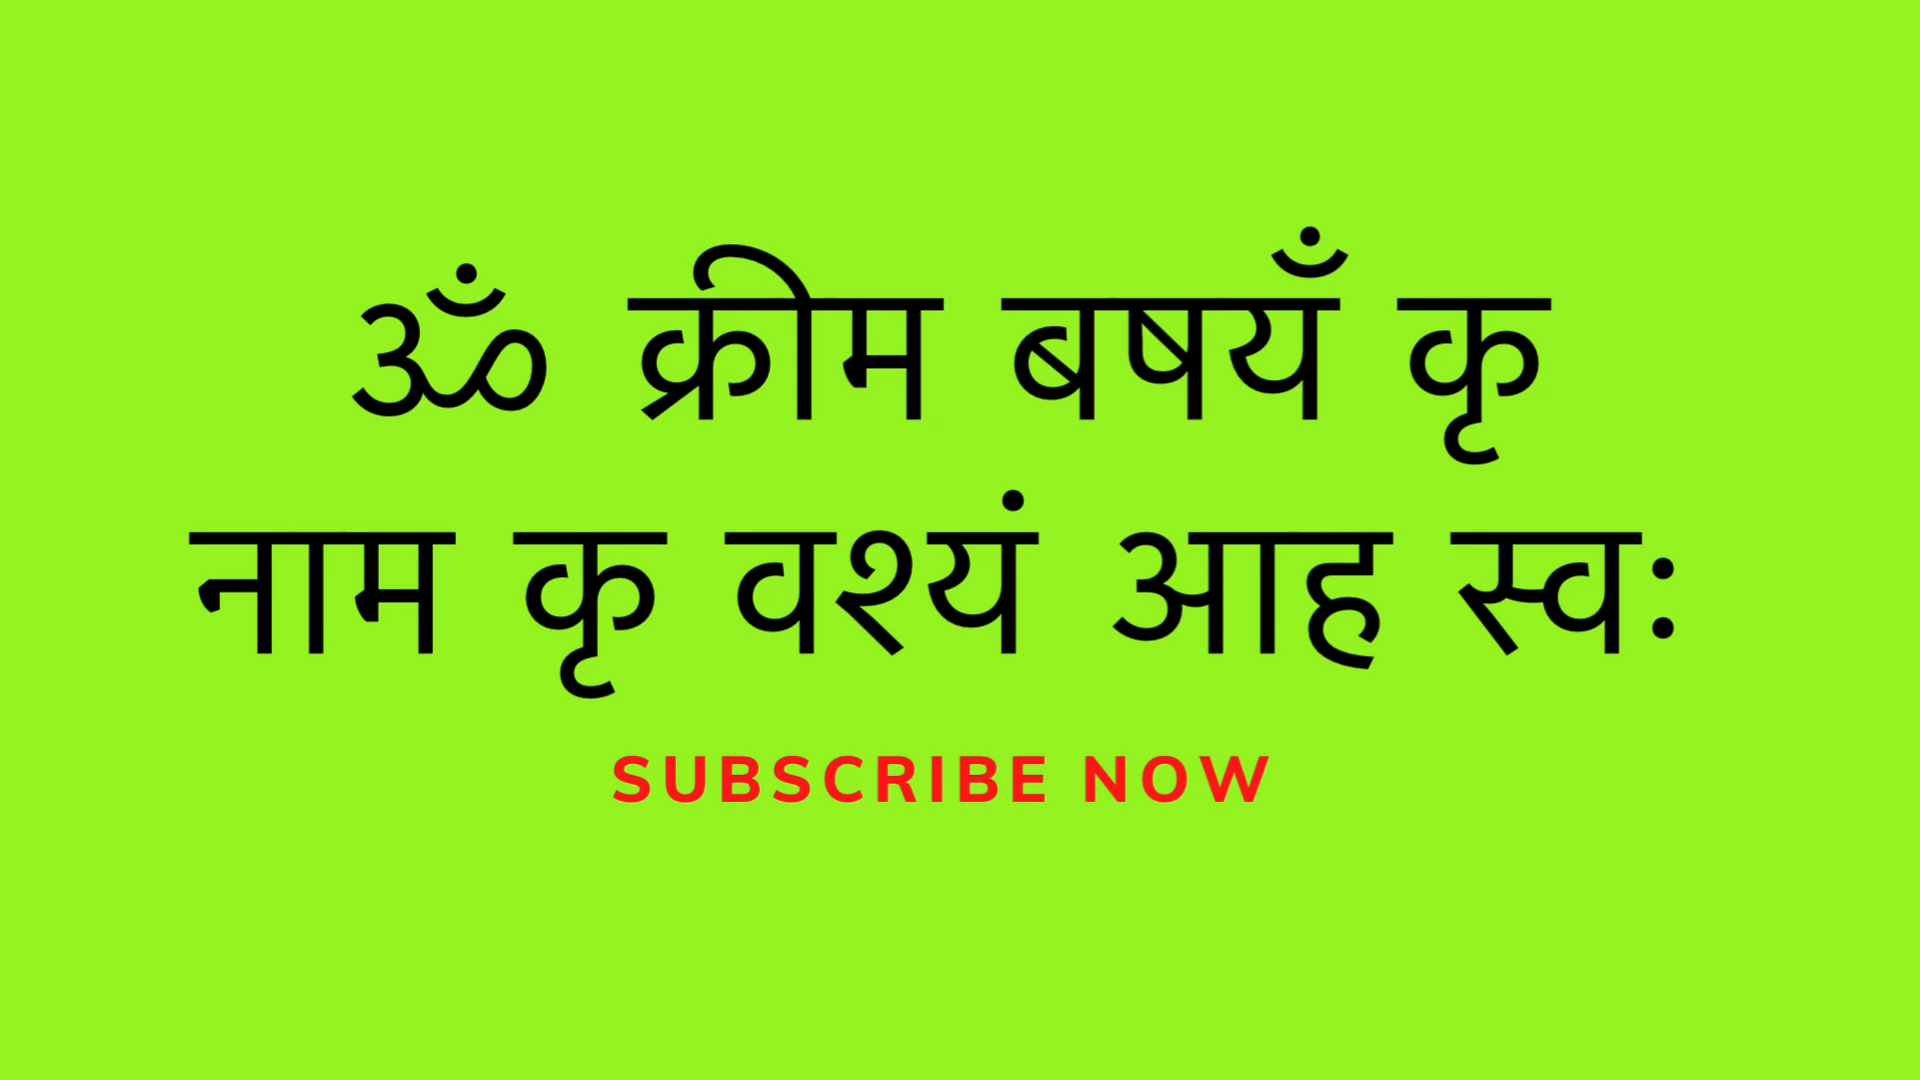 ॐ क्रीम बषयँ कृ
नाम कृ वश्यं आह स्वः
SUBSCRIBE NOW